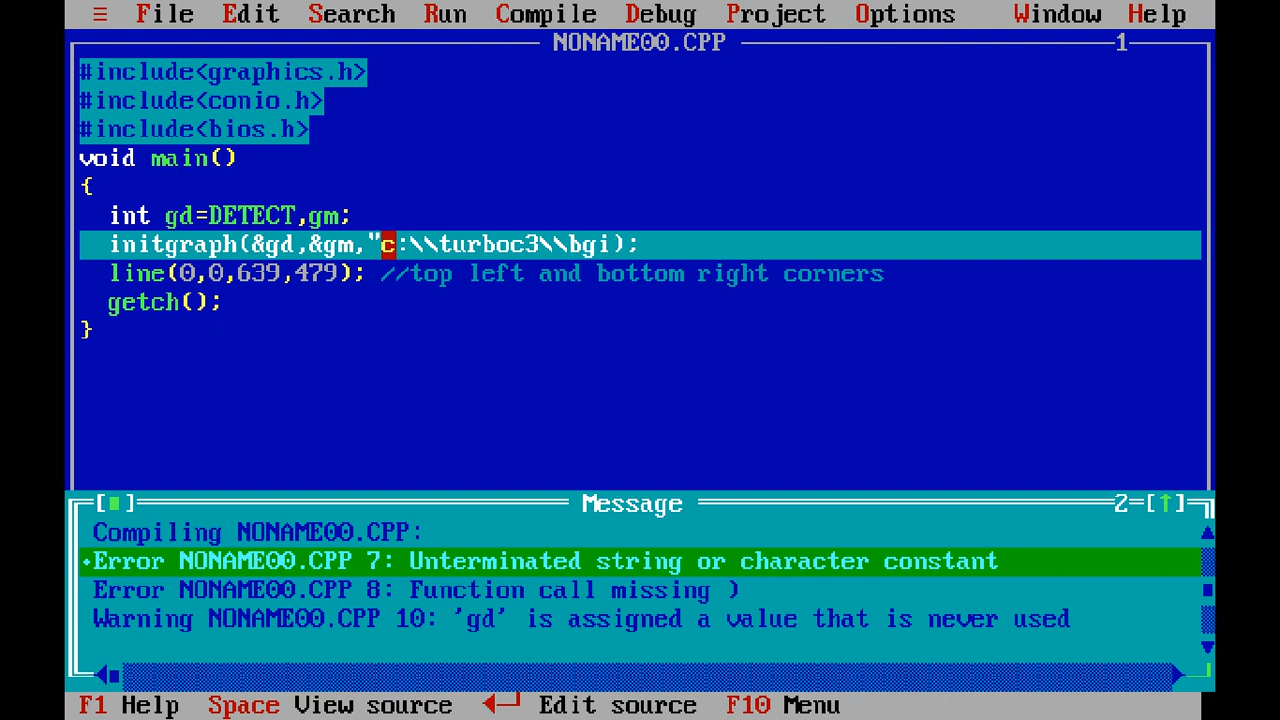 ≡ File Edit Search Run Compile Debug Project Options Window Help
NONAME00.CPP 1
#include<graphics.h>
#include<conio.h>
#include<bios.h>
void main()
{
int gd=DETECT,gm;
initgraph(&gd,&gm,"c:\\turboc3\\bgi);
line(0,0,639,479); //top left and bottom right corners
getch();
}
[■] Message 2=[↑]
Compiling NONAME00.CPP:
•Error NONAME00.CPP 7: Unterminated string or character constant
Error NONAME00.CPP 8: Function call missing )
Warning NONAME00.CPP 10: 'gd' is assigned a value that is never used
F1 Help Space View source ◄┘ Edit source F10 Menu